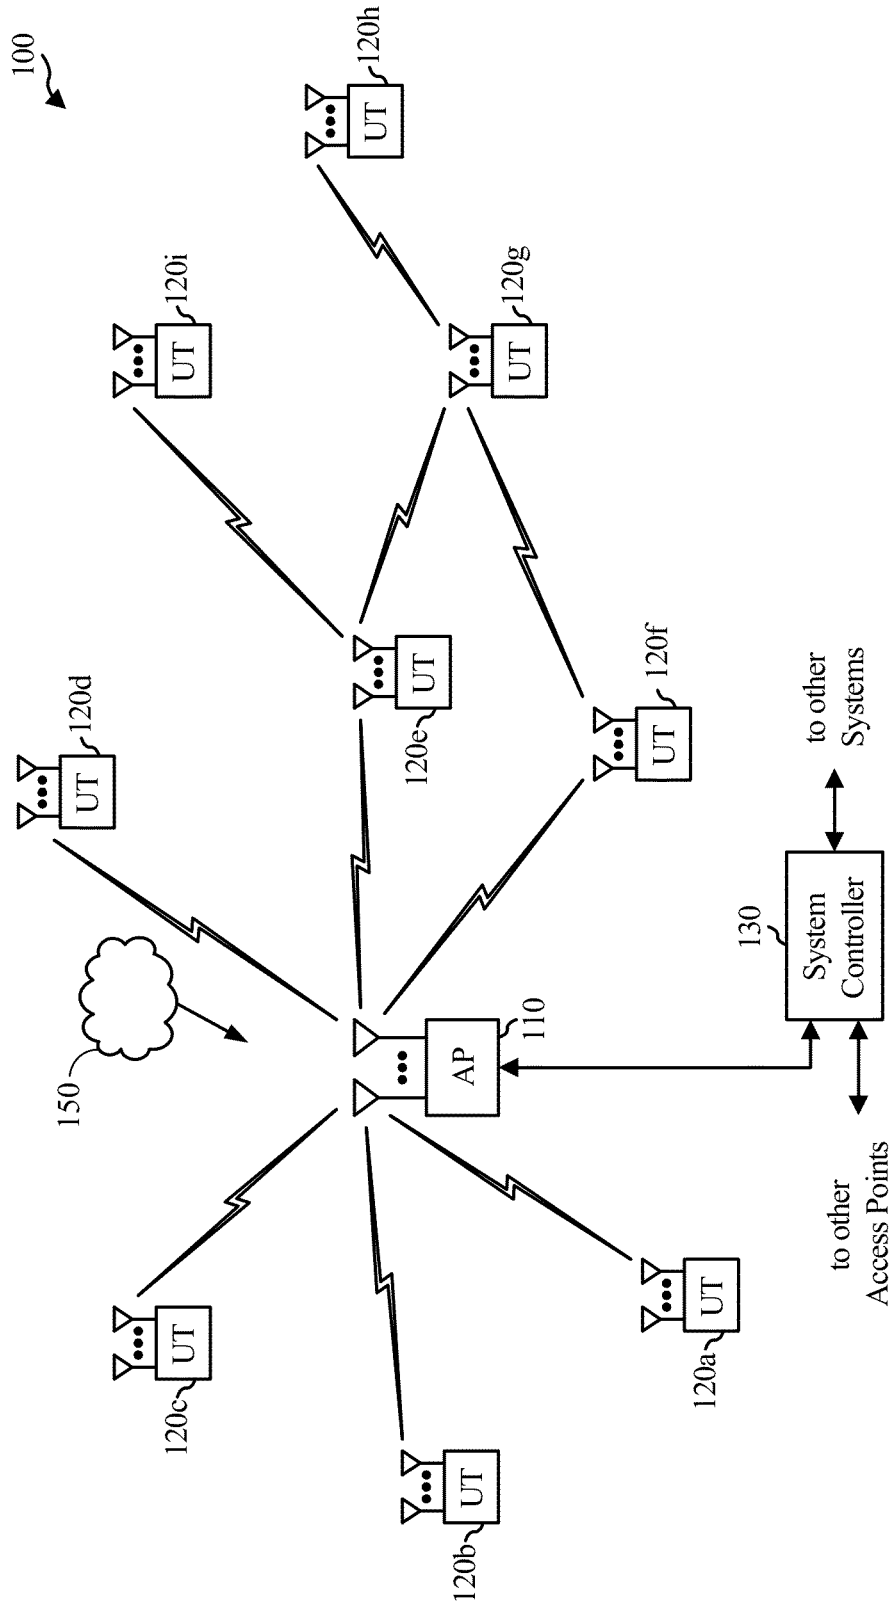 100
120d
UT
120i
UT
120h
UT
150
120c
UT
120e
UT
120g
UT
110
AP
120b
UT
120f
UT
120a
UT
130
System
Controller
to other
Systems
to other
Access Points